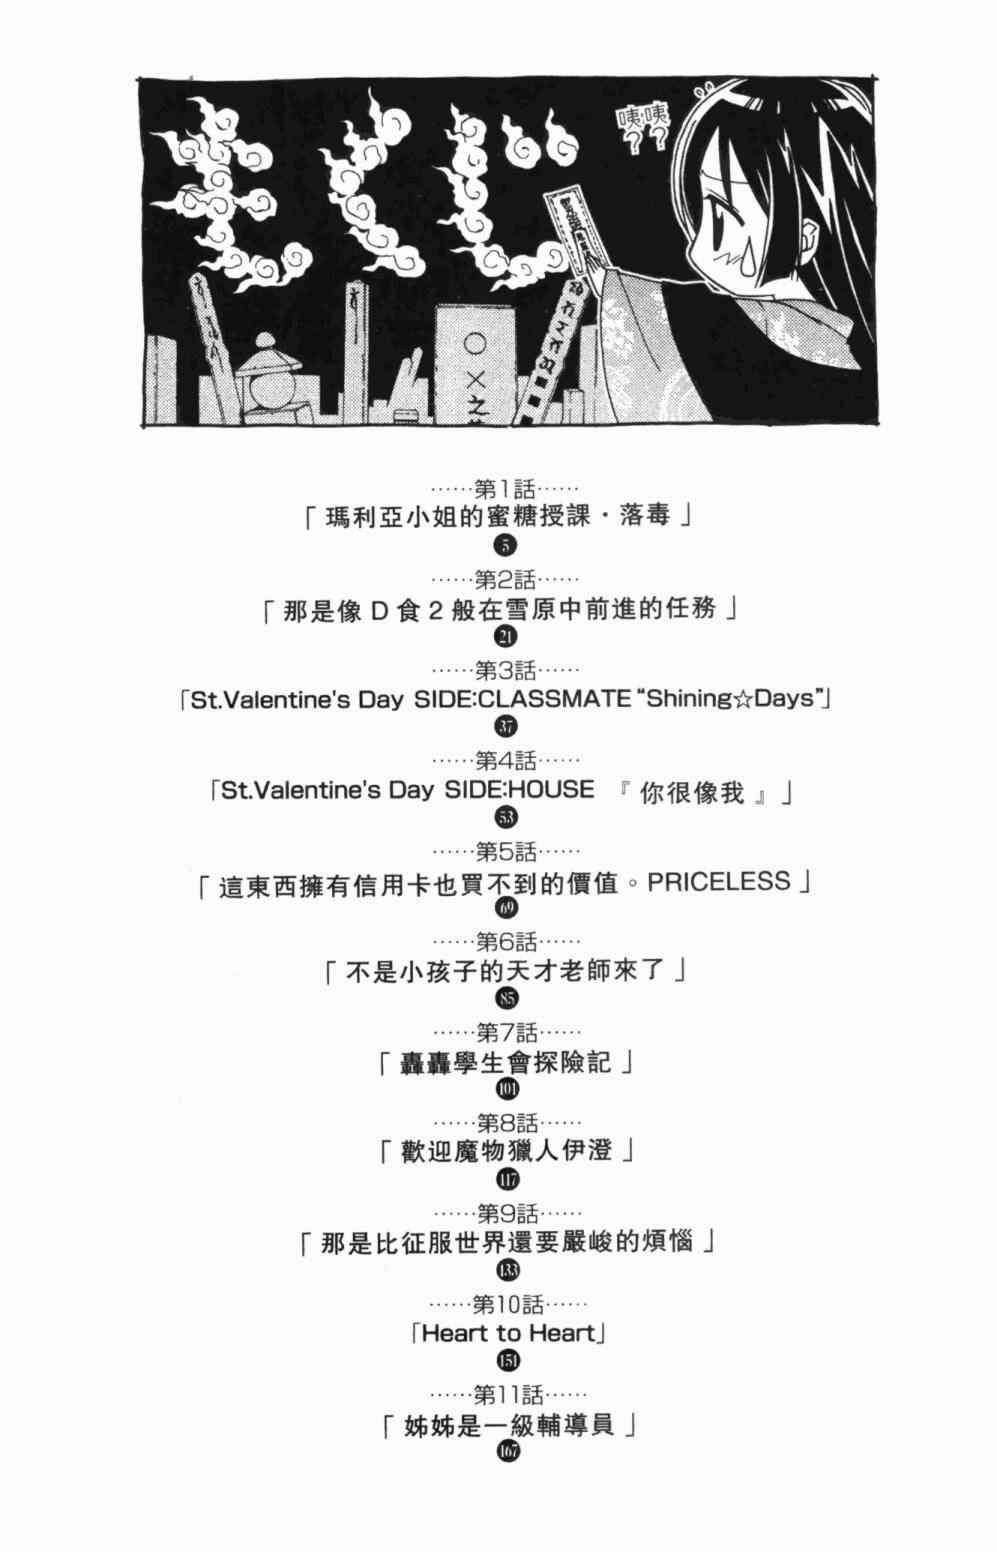 もくじ
咦咦
？？
〇×之
……第1話……
「瑪利亞小姐的蜜糖授課・落毒」
5
……第2話……
「那是像D食2般在雪原中前進的任務」
21
……第3話……
「St.Valentine's Day SIDE:CLASSMATE “Shining☆Days”」
37
……第4話……
「St.Valentine's Day SIDE:HOUSE 『你很像我』」
53
……第5話……
「這東西擁有信用卡也買不到的價值。PRICELESS」
69
……第6話……
「不是小孩子的天才老師來了」
85
……第7話……
「轟轟學生會探險記」
101
……第8話……
「歡迎魔物獵人伊澄」
117
……第9話……
「那是比征服世界還要嚴峻的煩惱」
133
……第10話……
「Heart to Heart」
151
……第11話……
「姊姊是一級輔導員」
167